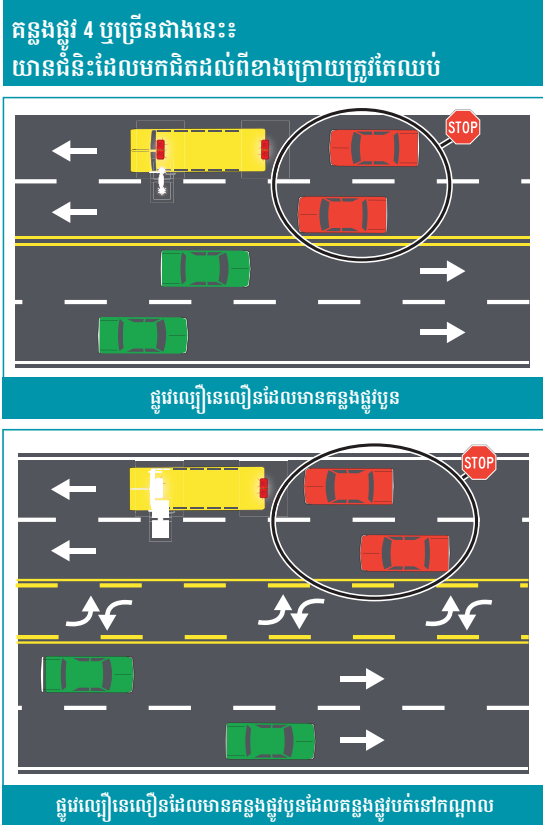 គន្លងផ្លូវ 4 ឬច្រើនជាងនេះ៖
យានជំនិះដែលមកជិតដល់ពីខាងក្រោយត្រូវតែឈប់
STOP
ផ្លូវល្បឿនលឿនដែលមានគន្លងផ្លូវបួន
STOP
ផ្លូវល្បឿនលឿនដែលមានគន្លងផ្លូវបួនដែលគន្លងផ្លូវបត់នៅកណ្តាល